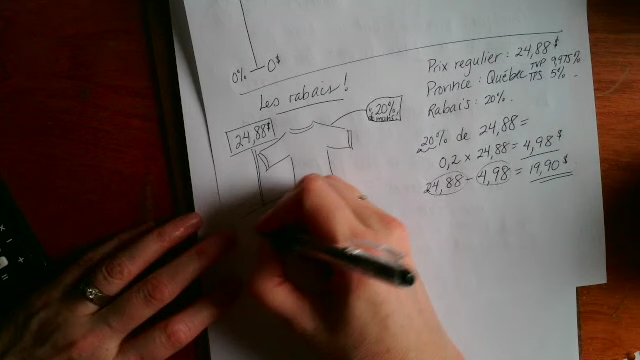 0% 0$
Les rabais !
24,88$
20%
Prix regulier : 24,88$
Province : Québec TVP 9,975%
TPS 5%
Rabais : 20%.
20% de 24,88 =
0,2 x 24,88 = 4,98$
24,88 - 4,98 = 19,90$